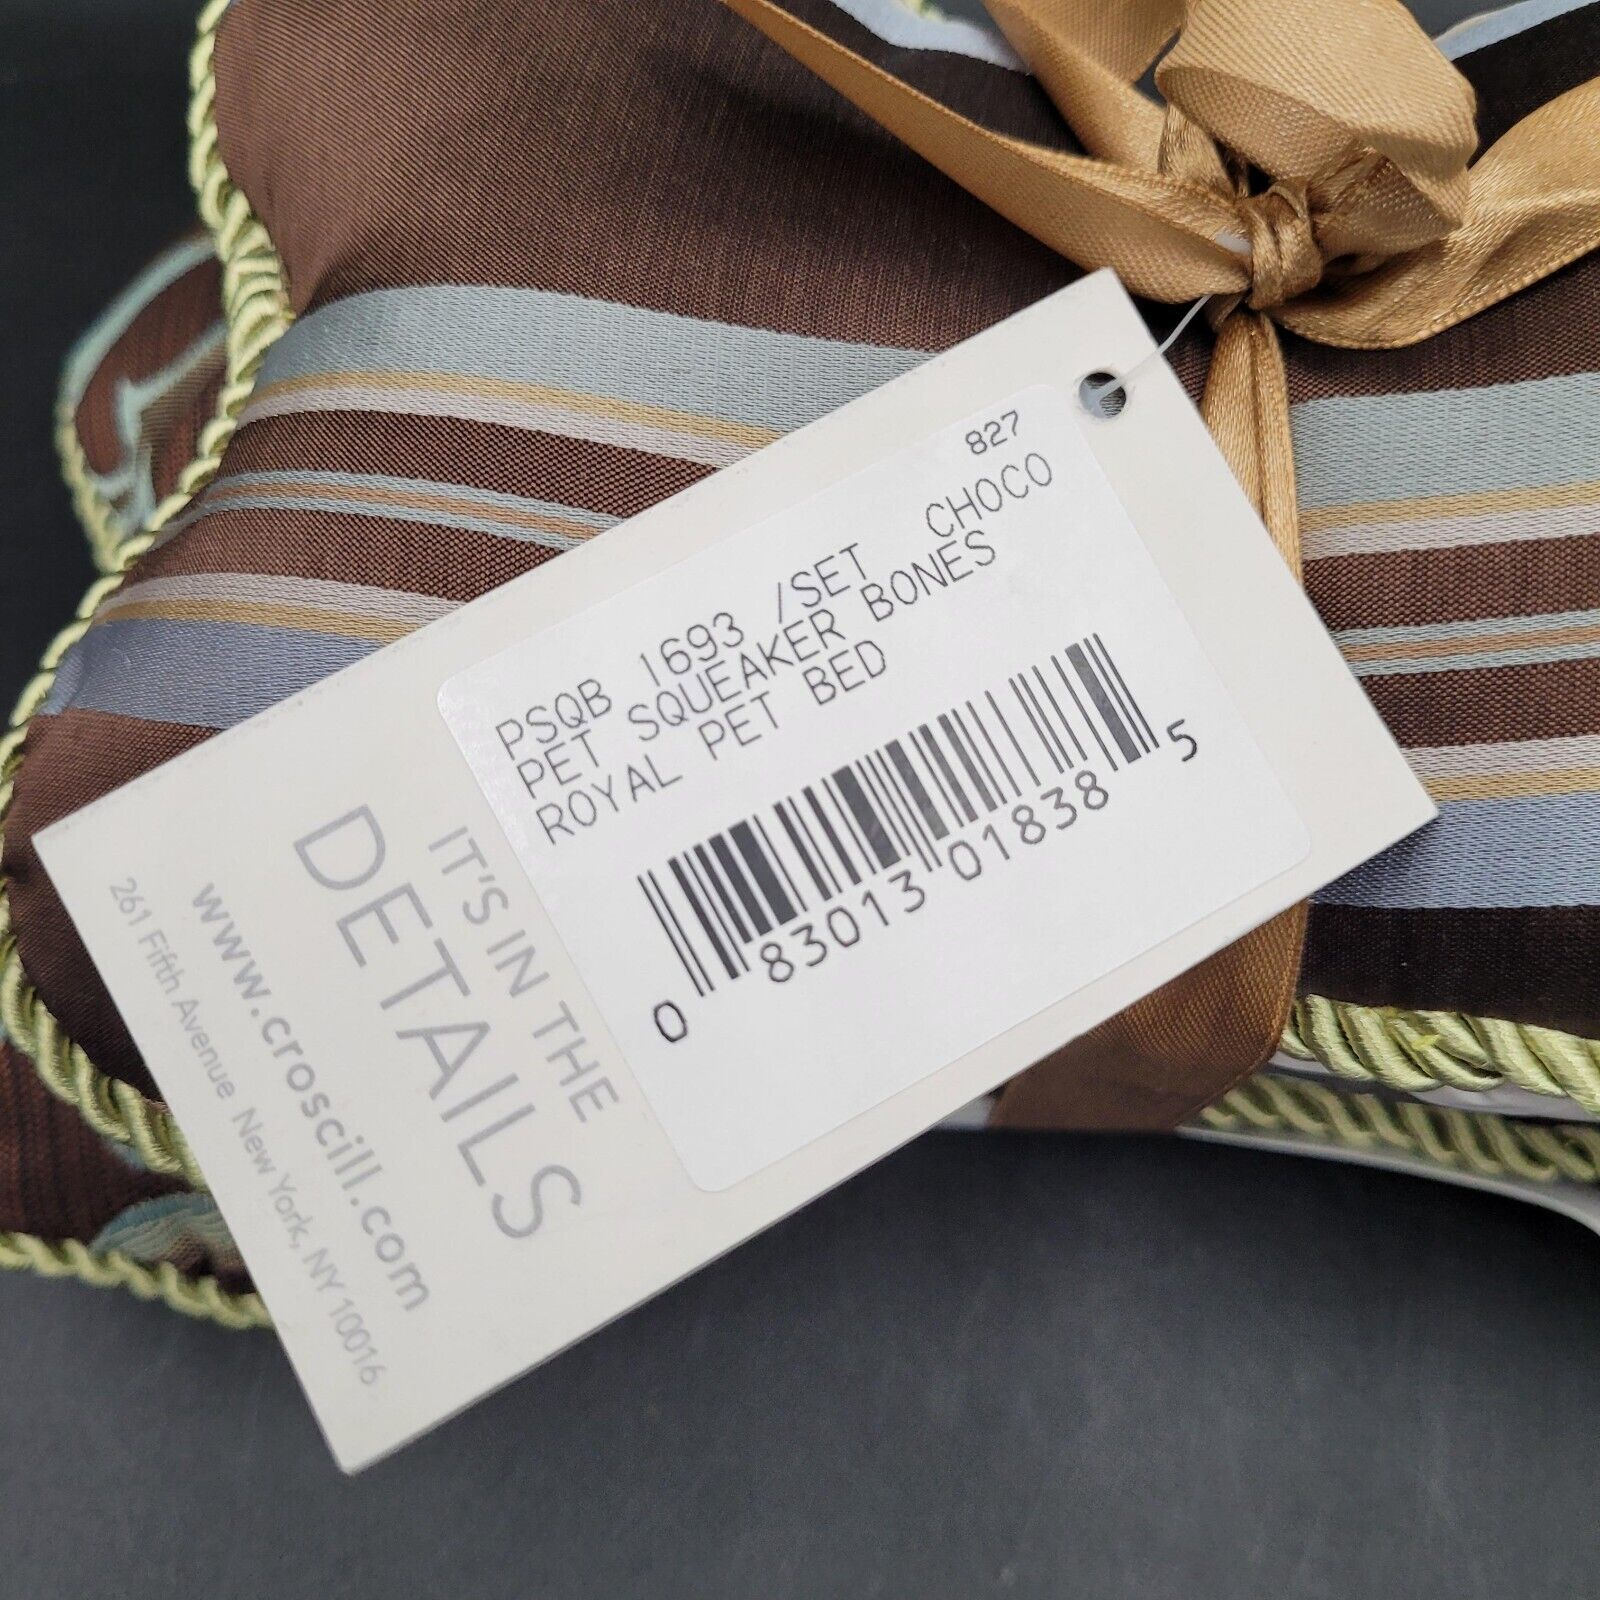 827
PSQB 1693 /SET CHOCO
PET SQUEAKER BONES
ROYAL PET BED
0 83013 01838 5
IT'S IN THE
DETAILS
www.croscill.com
261 Fifth Avenue New York, NY 10016